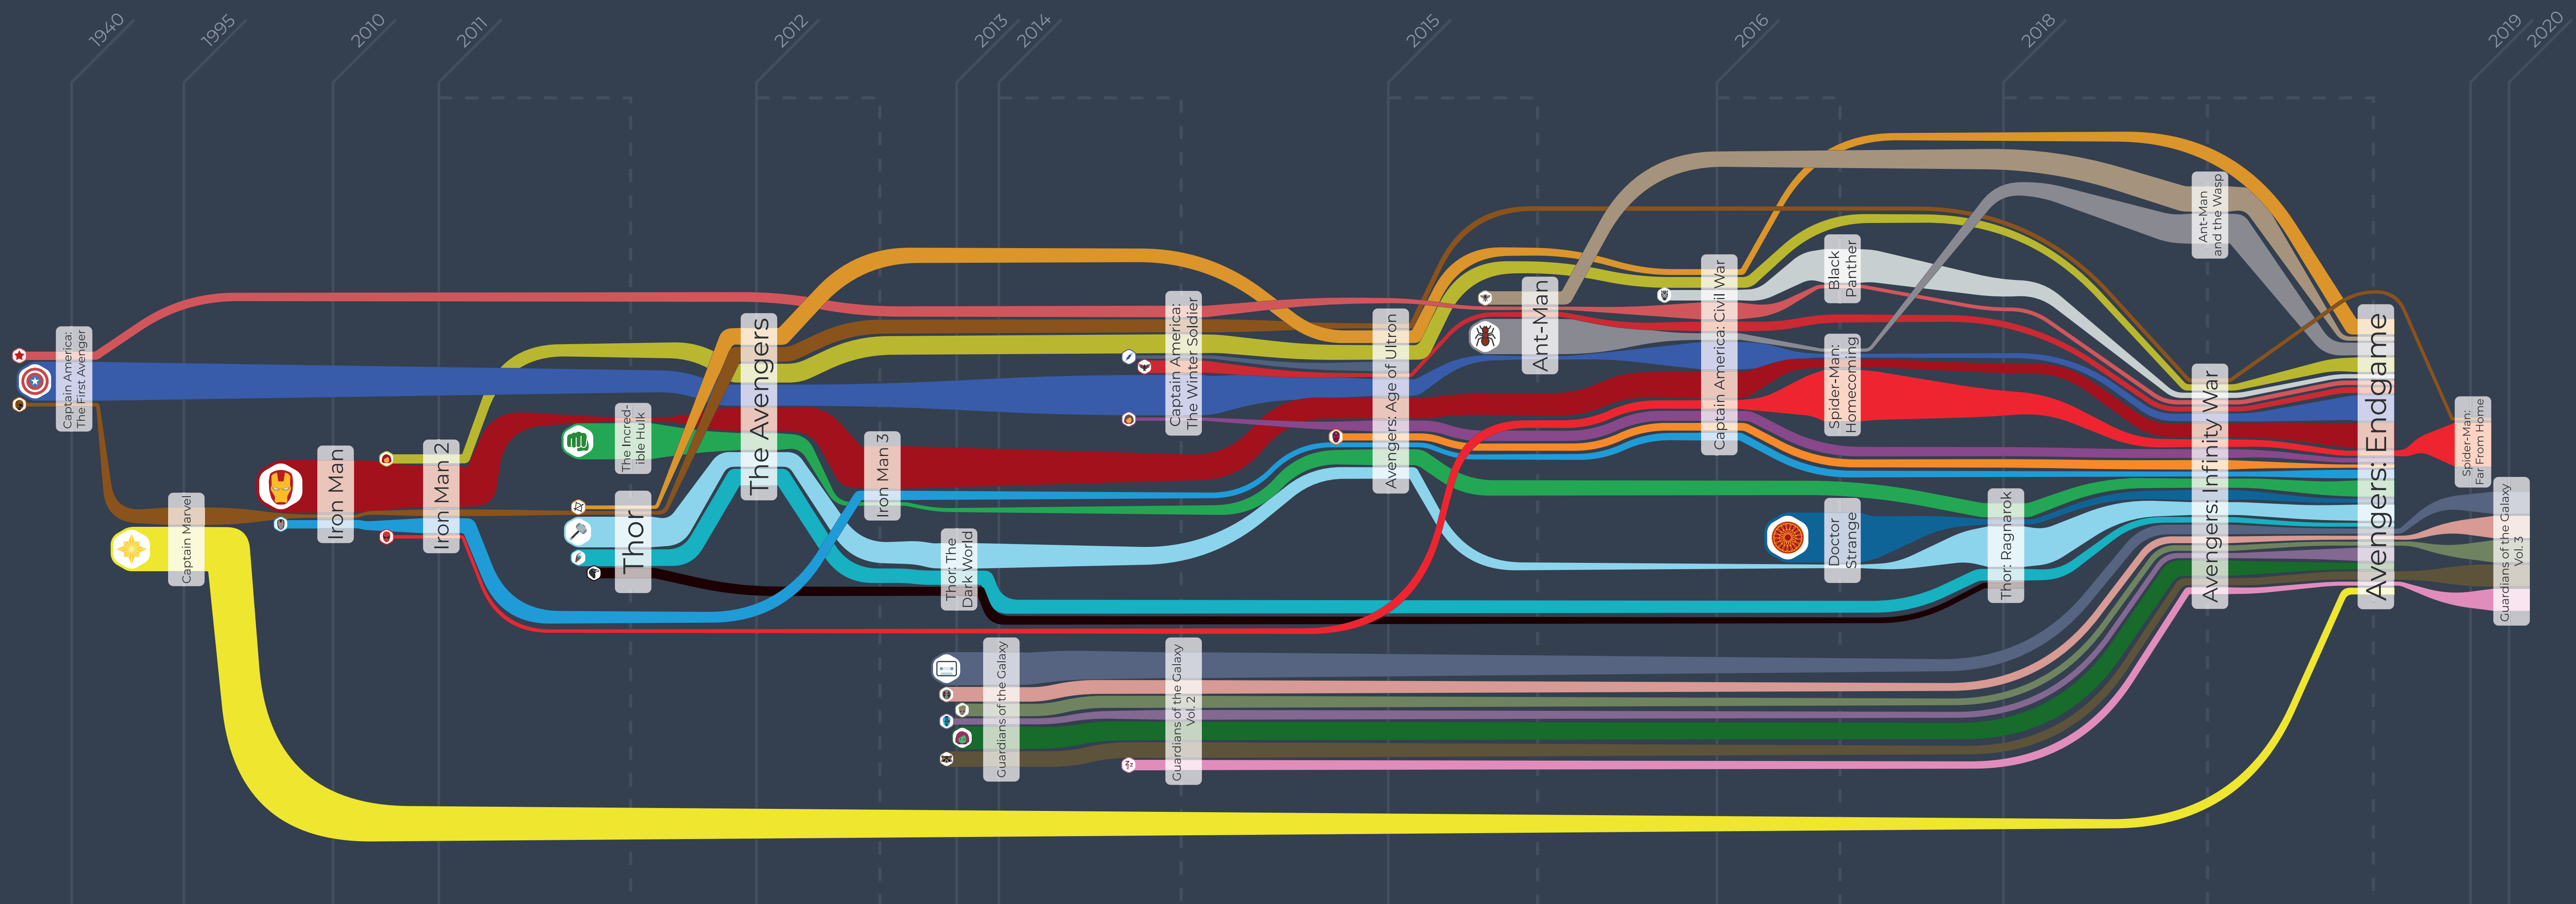 1940
1995
2010
2011
2012
2013
2014
2015
2016
2018
2019
2020
Captain America:
The First Avenger
Captain Marvel
Iron Man
Iron Man 2
The Incred-
ible Hulk
Thor
The Avengers
Iron Man 3
Thor: The
Dark World
Guardians of the Galaxy
Captain America:
The Winter Soldier
Guardians of the Galaxy
Vol. 2
Avengers: Age of Ultron
Ant-Man
Captain America: Civil War
Black
Panther
Spider-Man:
Homecoming
Doctor
Strange
Thor: Ragnarok
Ant-Man
and the Wasp
Avengers: Infinity War
Avengers: Endgame
Spider-Man:
Far From Home
Guardians of the Galaxy
Vol. 3